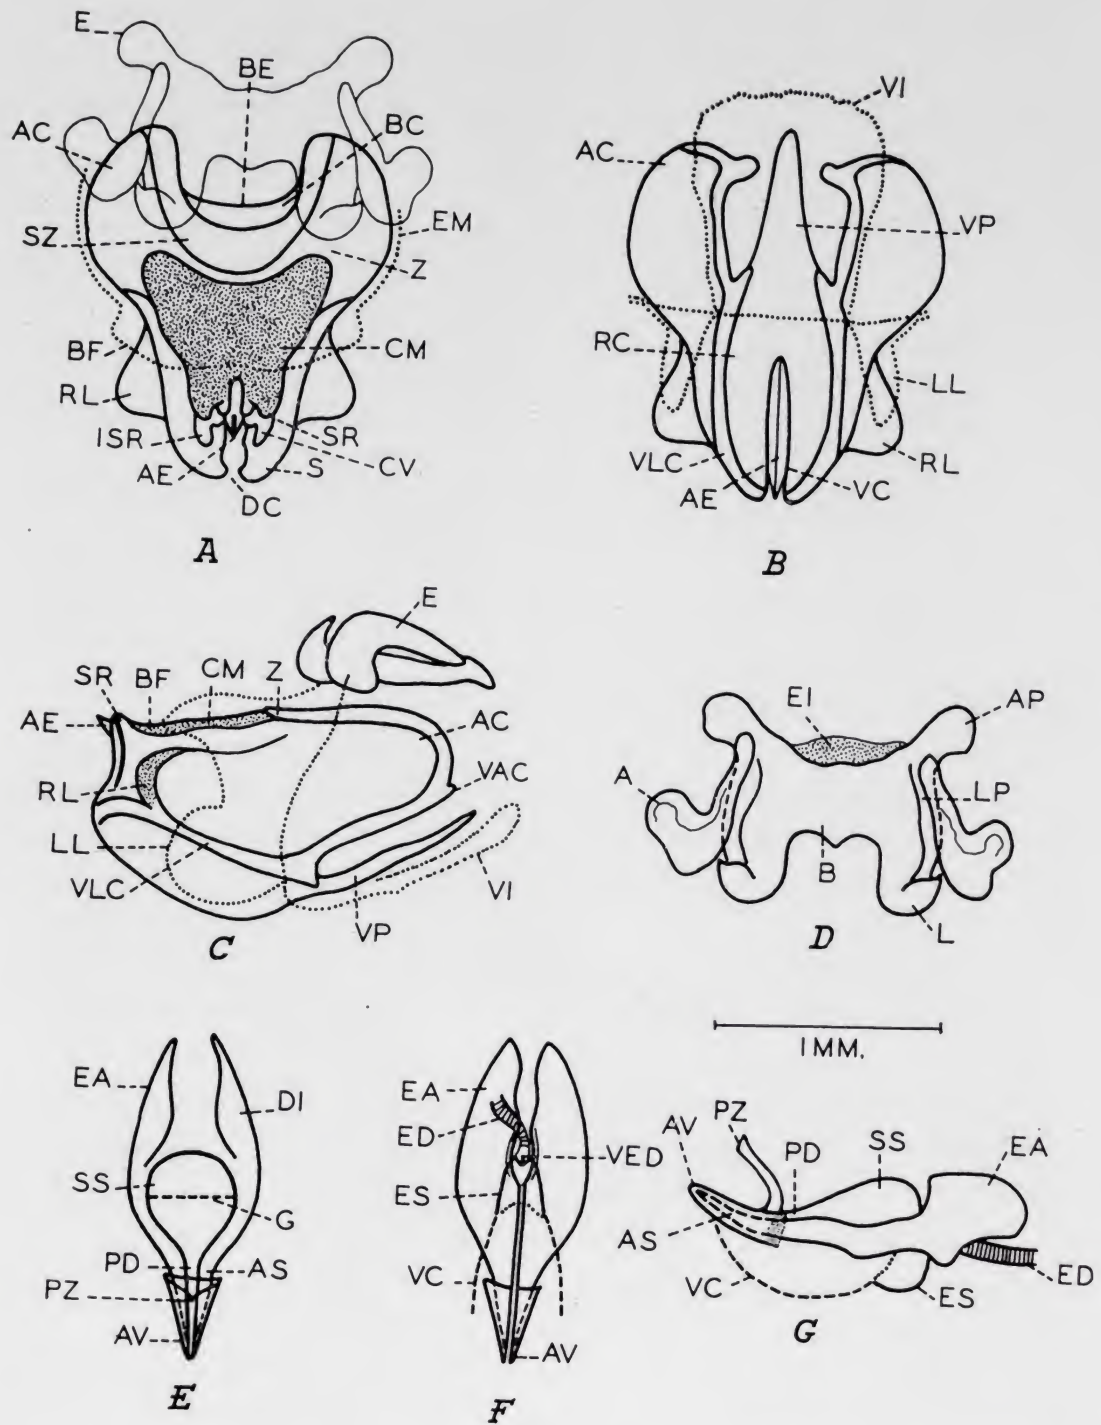 E
BE
AC
BC
SZ
EM
Z
BF
CM
RL
ISR
SR
AE
S
CV
DC
A
VI
AC
VP
RC
LL
VLC
RL
AE
VC
B
E
SR
BF
CM
Z
AE
AC
VAC
RL
LL
VLC
VI
VP
C
EI
AP
A
LP
B
L
D
1 MM.
EA
DI
SS
G
PD
AS
PZ
AV
E
EA
ED
VED
ES
VC
AV
F
PZ
AV
PD
SS
EA
AS
VC
ED
ES
G